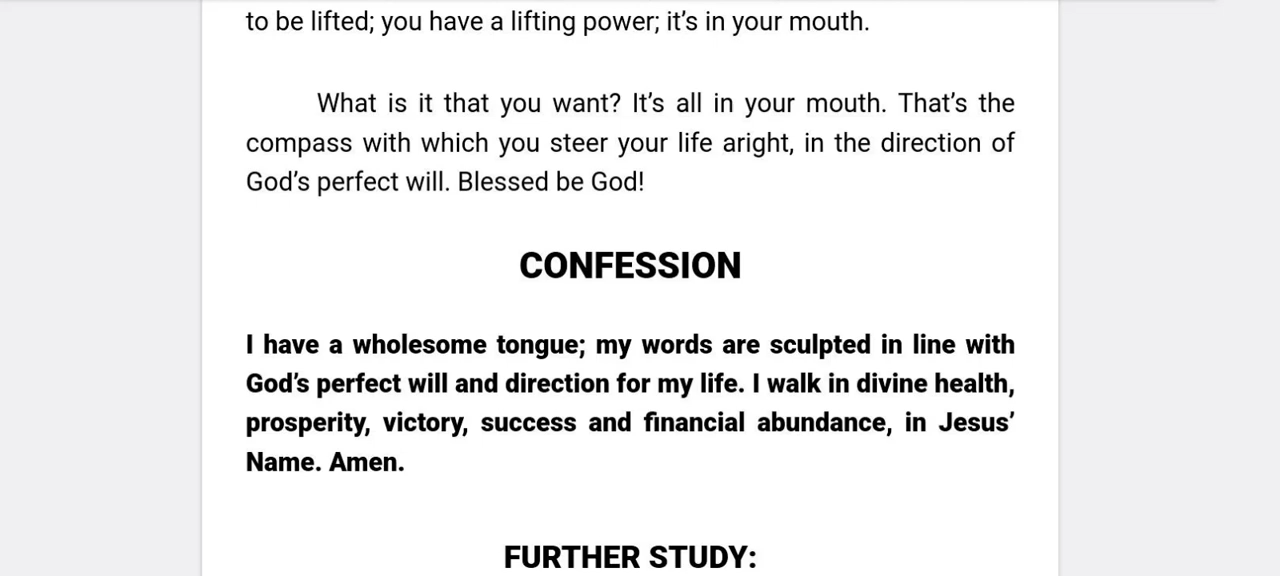 to be lifted; you have a lifting power; it’s in your mouth.
What is it that you want? It’s all in your mouth. That’s the
compass with which you steer your life aright, in the direction of
God’s perfect will. Blessed be God!
CONFESSION
I have a wholesome tongue; my words are sculpted in line with
God’s perfect will and direction for my life. I walk in divine health,
prosperity, victory, success and financial abundance, in Jesus’
Name. Amen.
FURTHER STUDY: